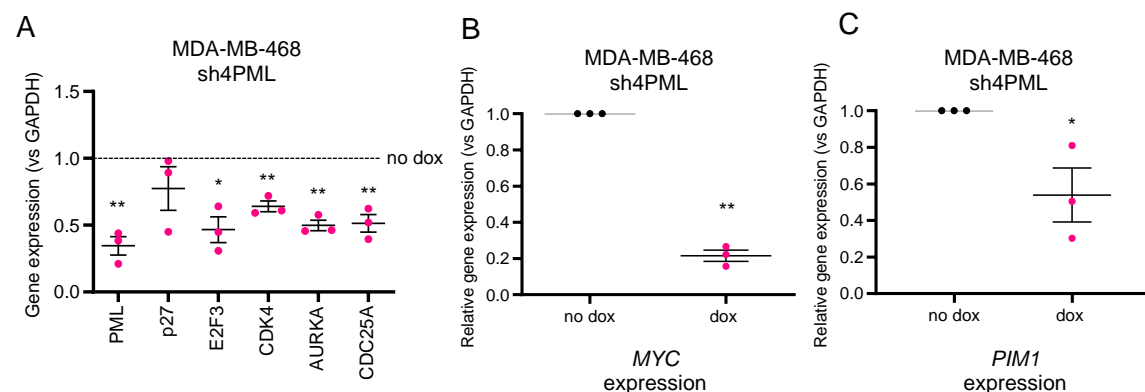 A
MDA-MB-468
sh4PML
Gene expression (vs GAPDH)
1.5
1.0
0.5
0.0
no dox
**
*
**
**
**
PML
p27
E2F3
CDK4
AURKA
CDC25A
B
MDA-MB-468
sh4PML
Relative gene expression (vs GAPDH)
1.0
0.8
0.6
0.4
0.2
0.0
**
no dox
dox
MYC
expression
C
MDA-MB-468
sh4PML
Relative gene expression (vs GAPDH)
1.0
0.8
0.6
0.4
0.2
0.0
*
no dox
dox
PIM1
expression